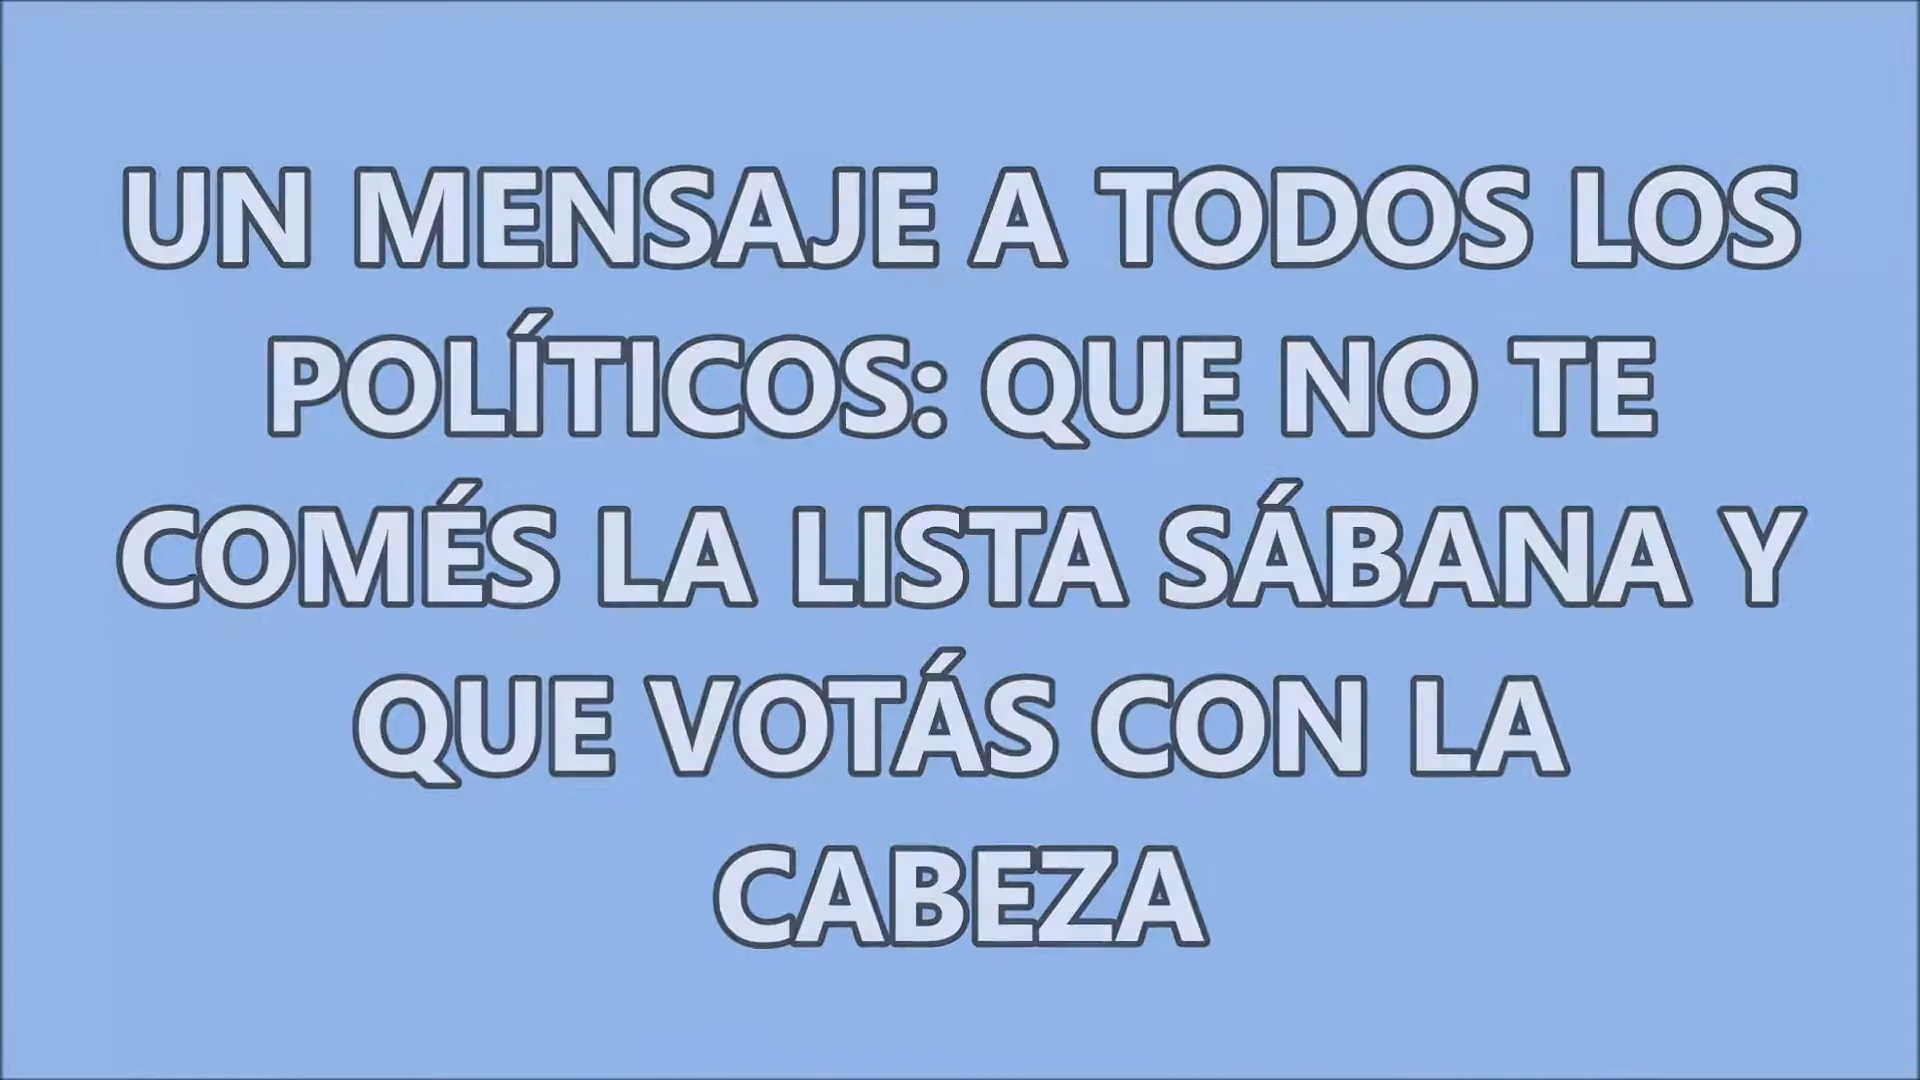 UN MENSAJE A TODOS LOS
POLÍTICOS: QUE NO TE
COMÉS LA LISTA SÁBANA Y
QUE VOTÁS CON LA
CABEZA